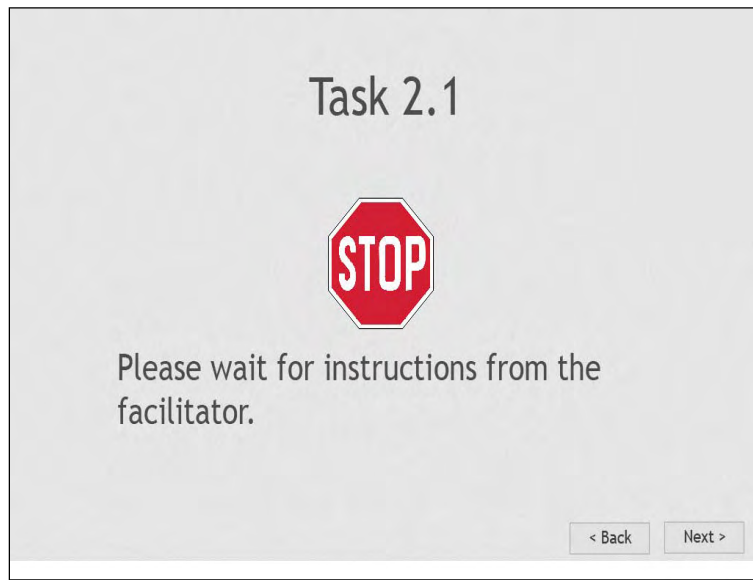 Task 2.1
STOP
Please wait for instructions from the
facilitator.
< Back Next >